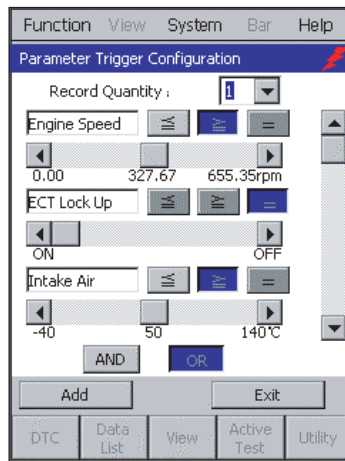 Function View System Bar Help
Parameter Trigger Configuration
Record Quantity : 1
Engine Speed ≦ ≧ =
0.00 327.67 655.35rpm
ECT Lock Up ≦ ≧ =
ON OFF
Intake Air ≦ ≧ =
-40 50 140℃
AND OR
Add Exit
DTC Data List View Active Test Utility